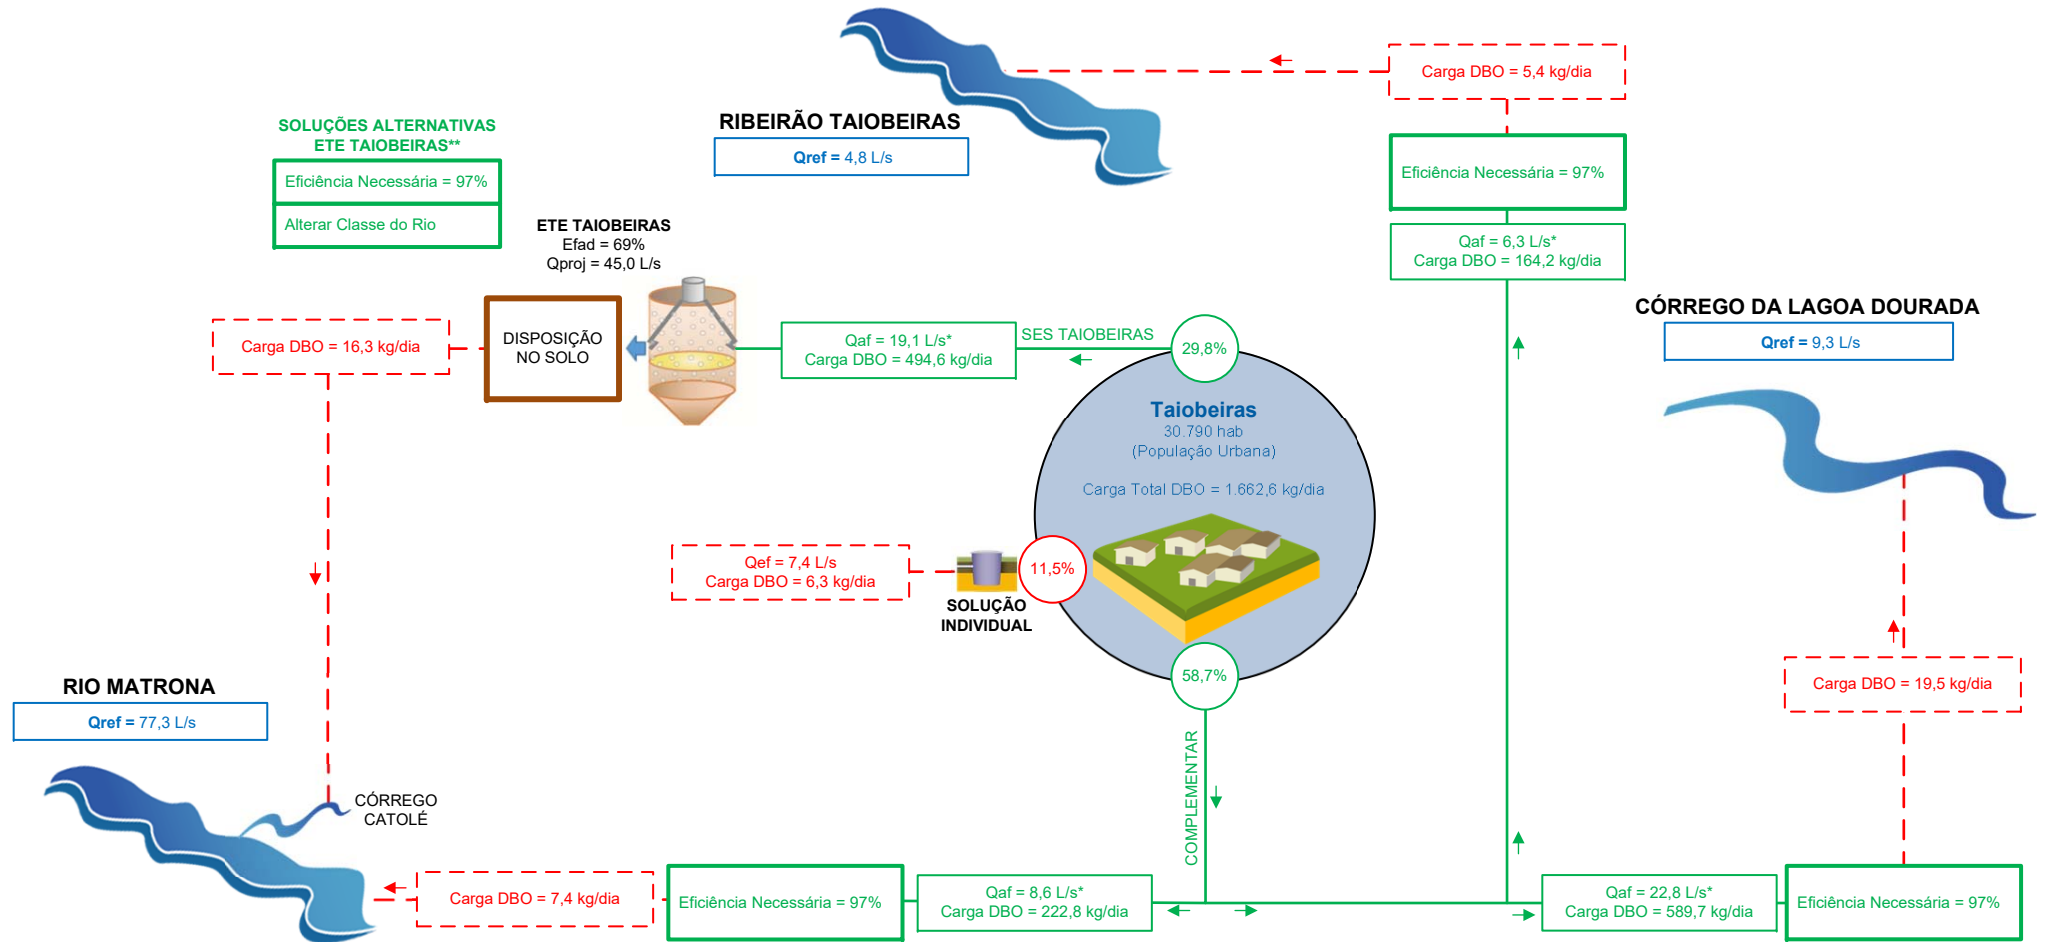 Carga DBO = 5,4 kg/dia
RIBEIRÃO TAIOBEIRAS
Qref = 4,8 L/s
SOLUÇÕES ALTERNATIVAS
ETE TAIOBEIRAS**
Eficiência Necessária = 97%
Alterar Classe do Rio
Eficiência Necessária = 97%
ETE TAIOBEIRAS
Efad = 69%
Qproj = 45,0 L/s
Qaf = 6,3 L/s*
Carga DBO = 164,2 kg/dia
CÓRREGO DA LAGOA DOURADA
Qref = 9,3 L/s
Carga DBO = 16,3 kg/dia
DISPOSIÇÃO
NO SOLO
Qaf = 19,1 L/s*
Carga DBO = 494,6 kg/dia
SES TAIOBEIRAS
29,8%
Taiobeiras
30.790 hab
(População Urbana)
Carga Total DBO = 1.662,6 kg/dia
Qef = 7,4 L/s
Carga DBO = 6,3 kg/dia
11,5%
SOLUÇÃO
INDIVIDUAL
58,7%
COMPLEMENTAR
Carga DBO = 19,5 kg/dia
RIO MATRONA
Qref = 77,3 L/s
CÓRREGO
CATOLÉ
Carga DBO = 7,4 kg/dia
Eficiência Necessária = 97%
Qaf = 8,6 L/s*
Carga DBO = 222,8 kg/dia
Qaf = 22,8 L/s*
Carga DBO = 589,7 kg/dia
Eficiência Necessária = 97%